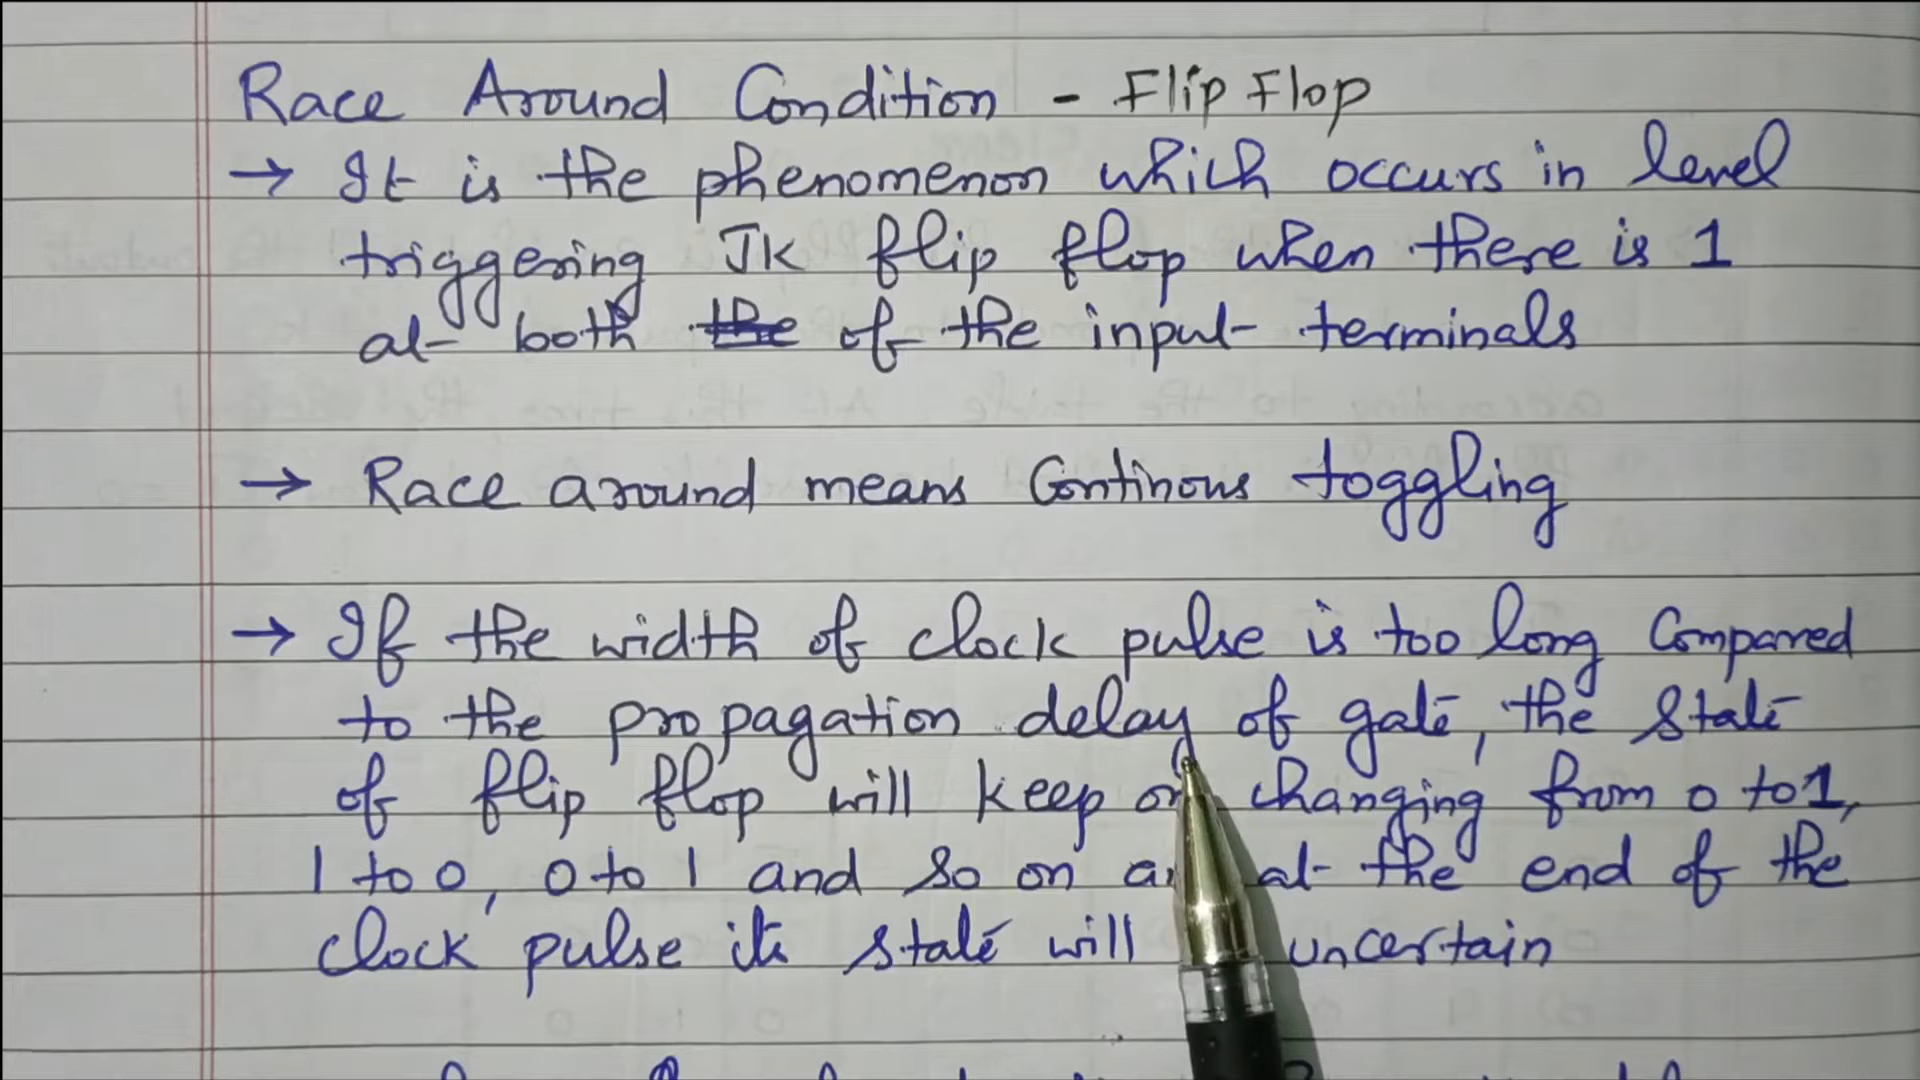 Race Around Condition - Flip Flop
→ It is the phenomenon which occurs in level
triggering JK flip flop when there is 1
at both the of the input terminals
→ Race around means Continous toggling
→ If the width of clock pulse is too long Compared
to the propagation delay of gate, the state
of flip flop will keep on changing from 0 to 1,
1 to 0, 0 to 1 and so on at the end of the
clock pulse its state will uncertain